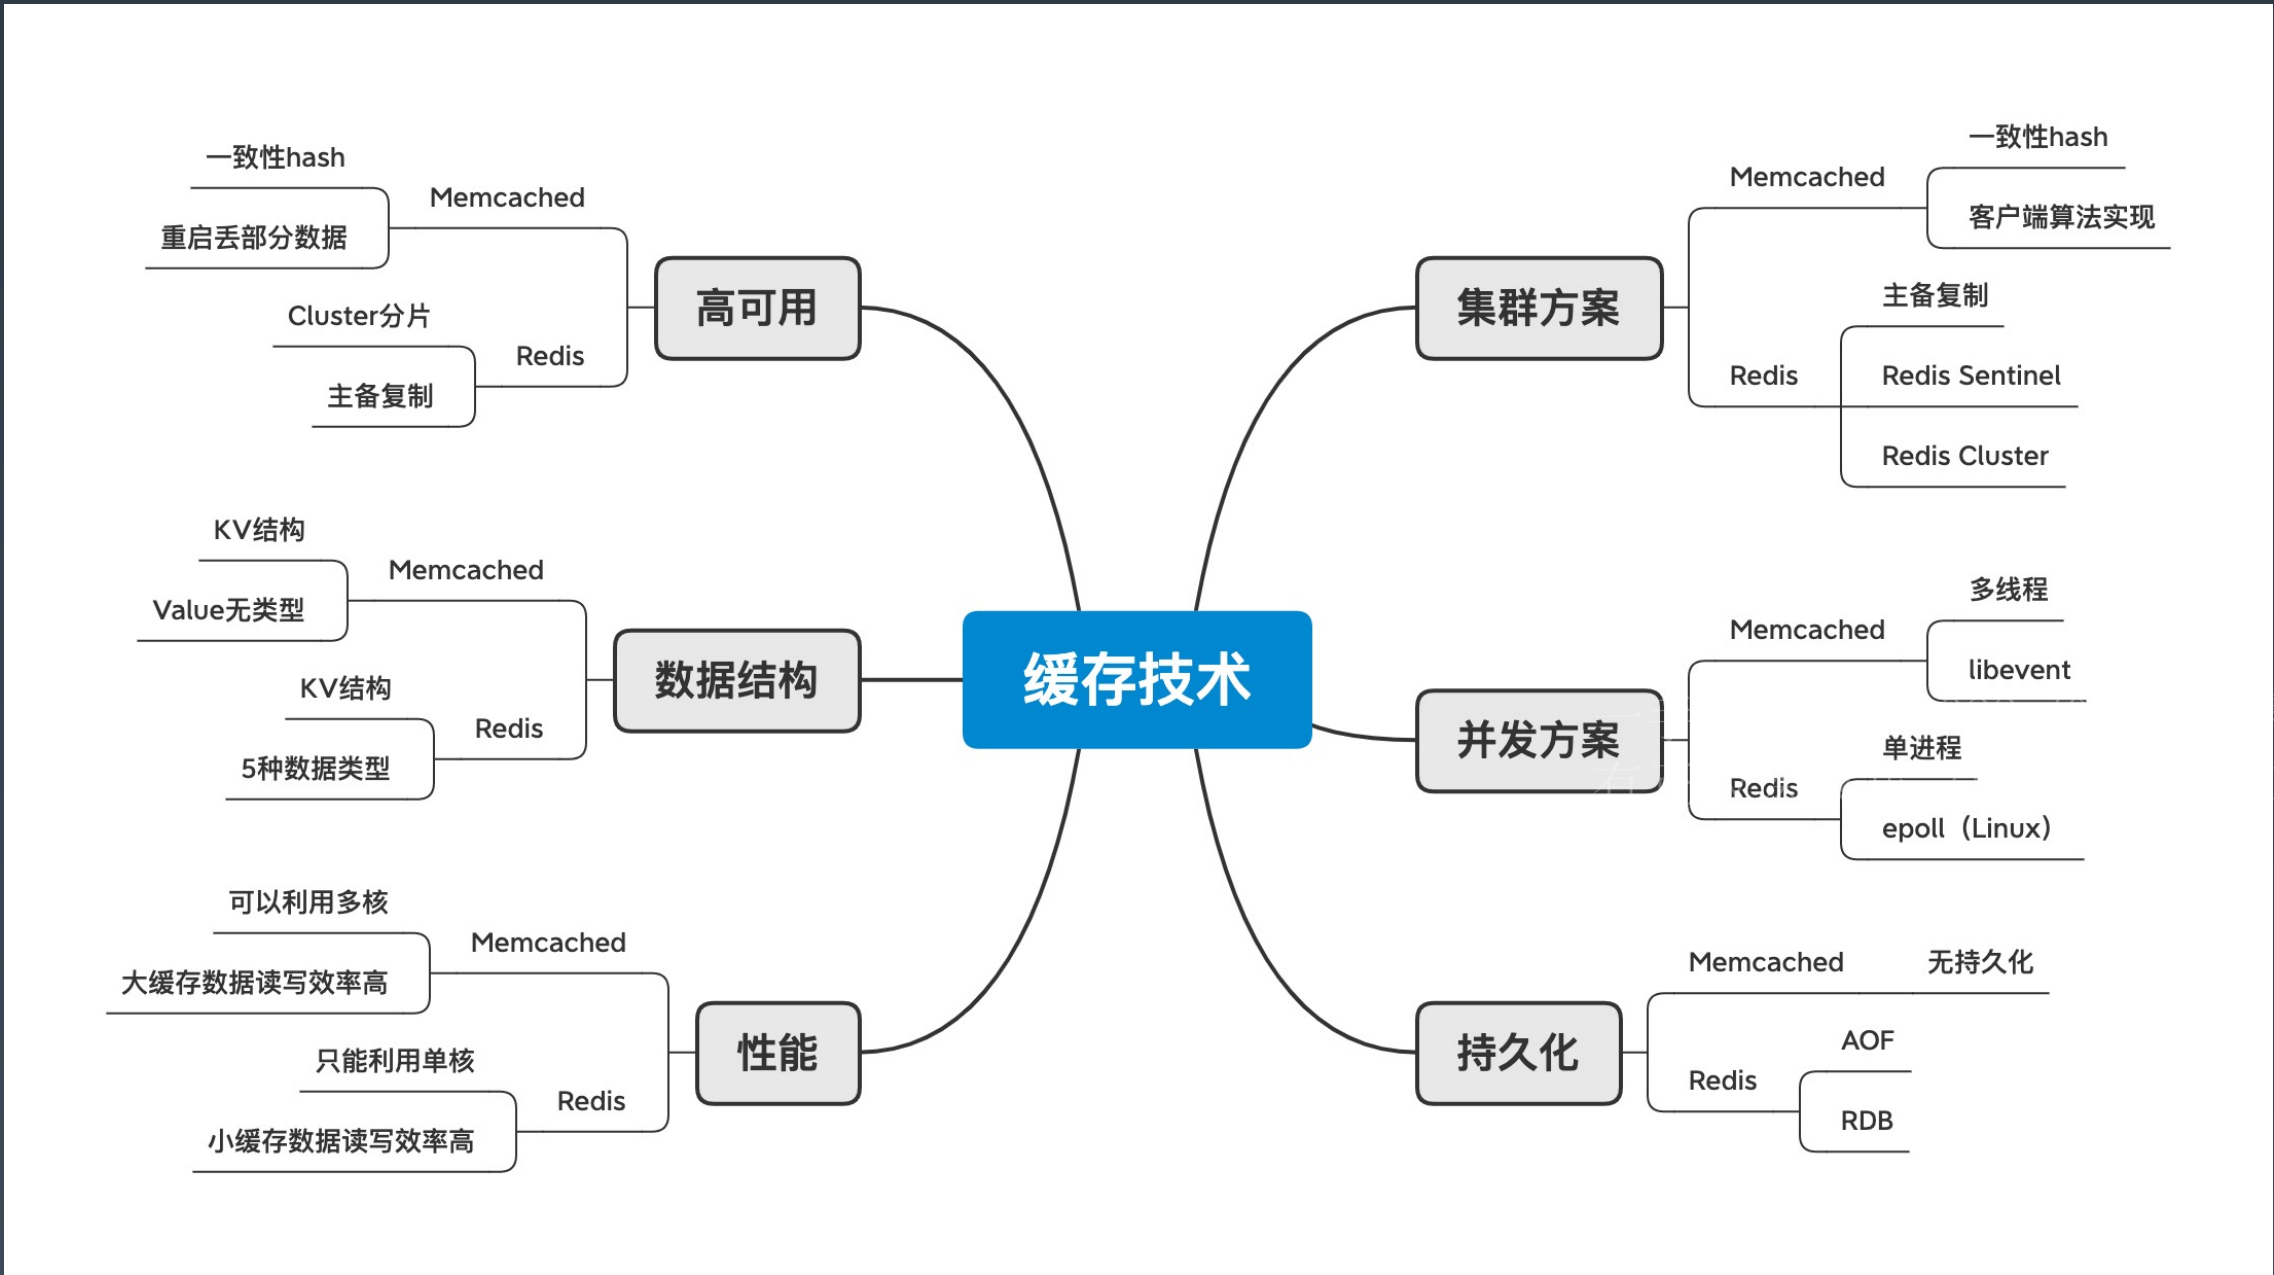 缓存技术
高可用
Memcached
一致性hash
重启丢部分数据
Redis
Cluster分片
主备复制
数据结构
Memcached
KV结构
Value无类型
Redis
KV结构
5种数据类型
性能
Memcached
可以利用多核
大缓存数据读写效率高
Redis
只能利用单核
小缓存数据读写效率高
集群方案
Memcached
一致性hash
客户端算法实现
Redis
主备复制
Redis Sentinel
Redis Cluster
并发方案
Memcached
多线程
libevent
Redis
单进程
epoll（Linux）
持久化
Memcached
无持久化
Redis
AOF
RDB